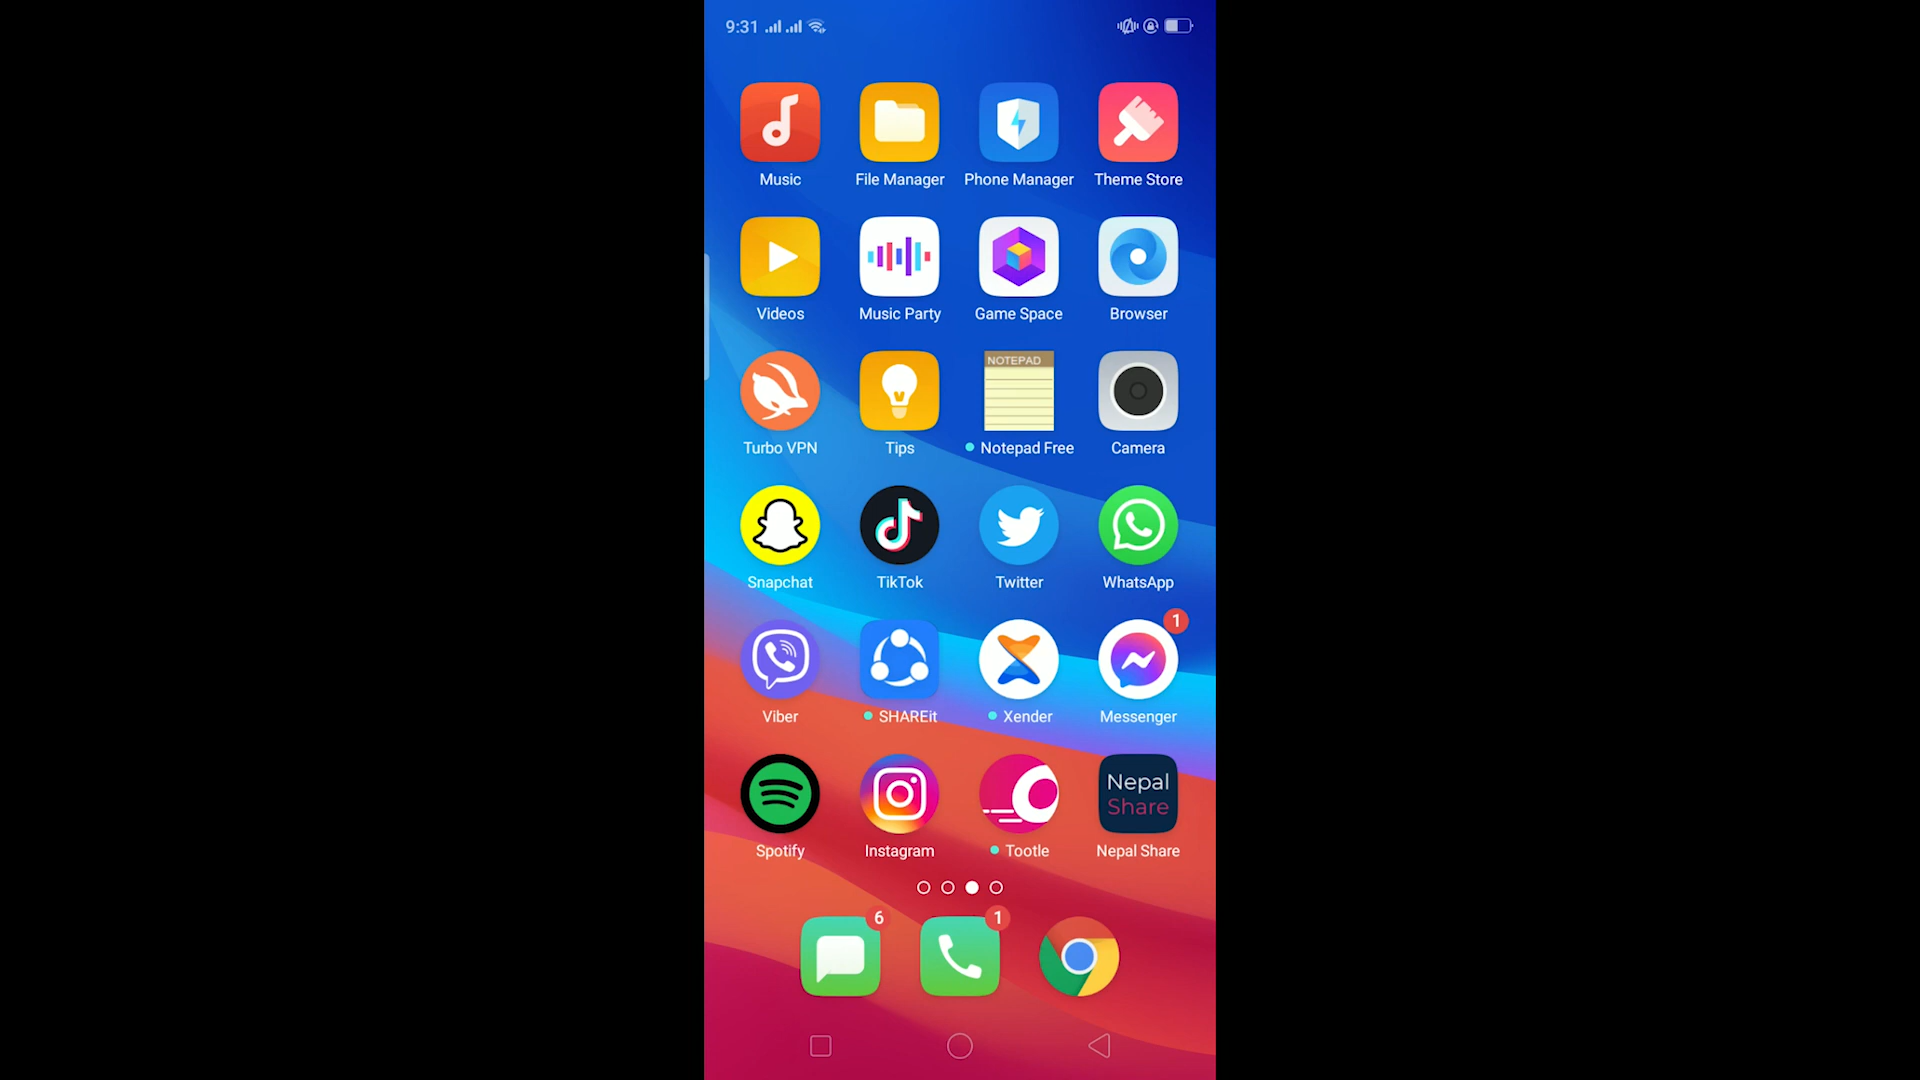 9:31
Music File Manager Phone Manager Theme Store
Videos Music Party Game Space Browser
NOTEPAD
Turbo VPN Tips Notepad Free Camera
Snapchat TikTok Twitter WhatsApp
1
Viber SHAREit Xender Messenger
Nepal
Share
Spotify Instagram Tootle Nepal Share
6 1